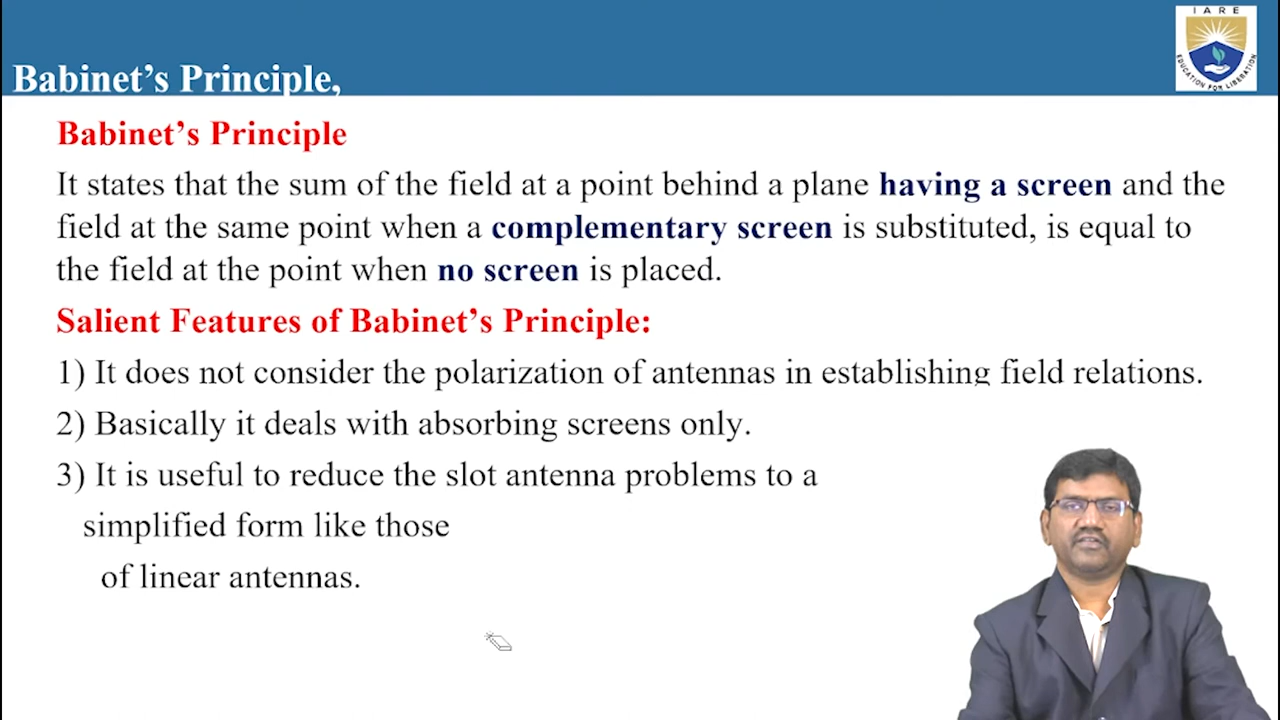 IARE
EDUCATION FOR LIBERATION
Babinet's Principle,
Babinet's Principle
It states that the sum of the field at a point behind a plane having a screen and the
field at the same point when a complementary screen is substituted, is equal to
the field at the point when no screen is placed.
Salient Features of Babinet's Principle:
1) It does not consider the polarization of antennas in establishing field relations.
2) Basically it deals with absorbing screens only.
3) It is useful to reduce the slot antenna problems to a
simplified form like those
of linear antennas.